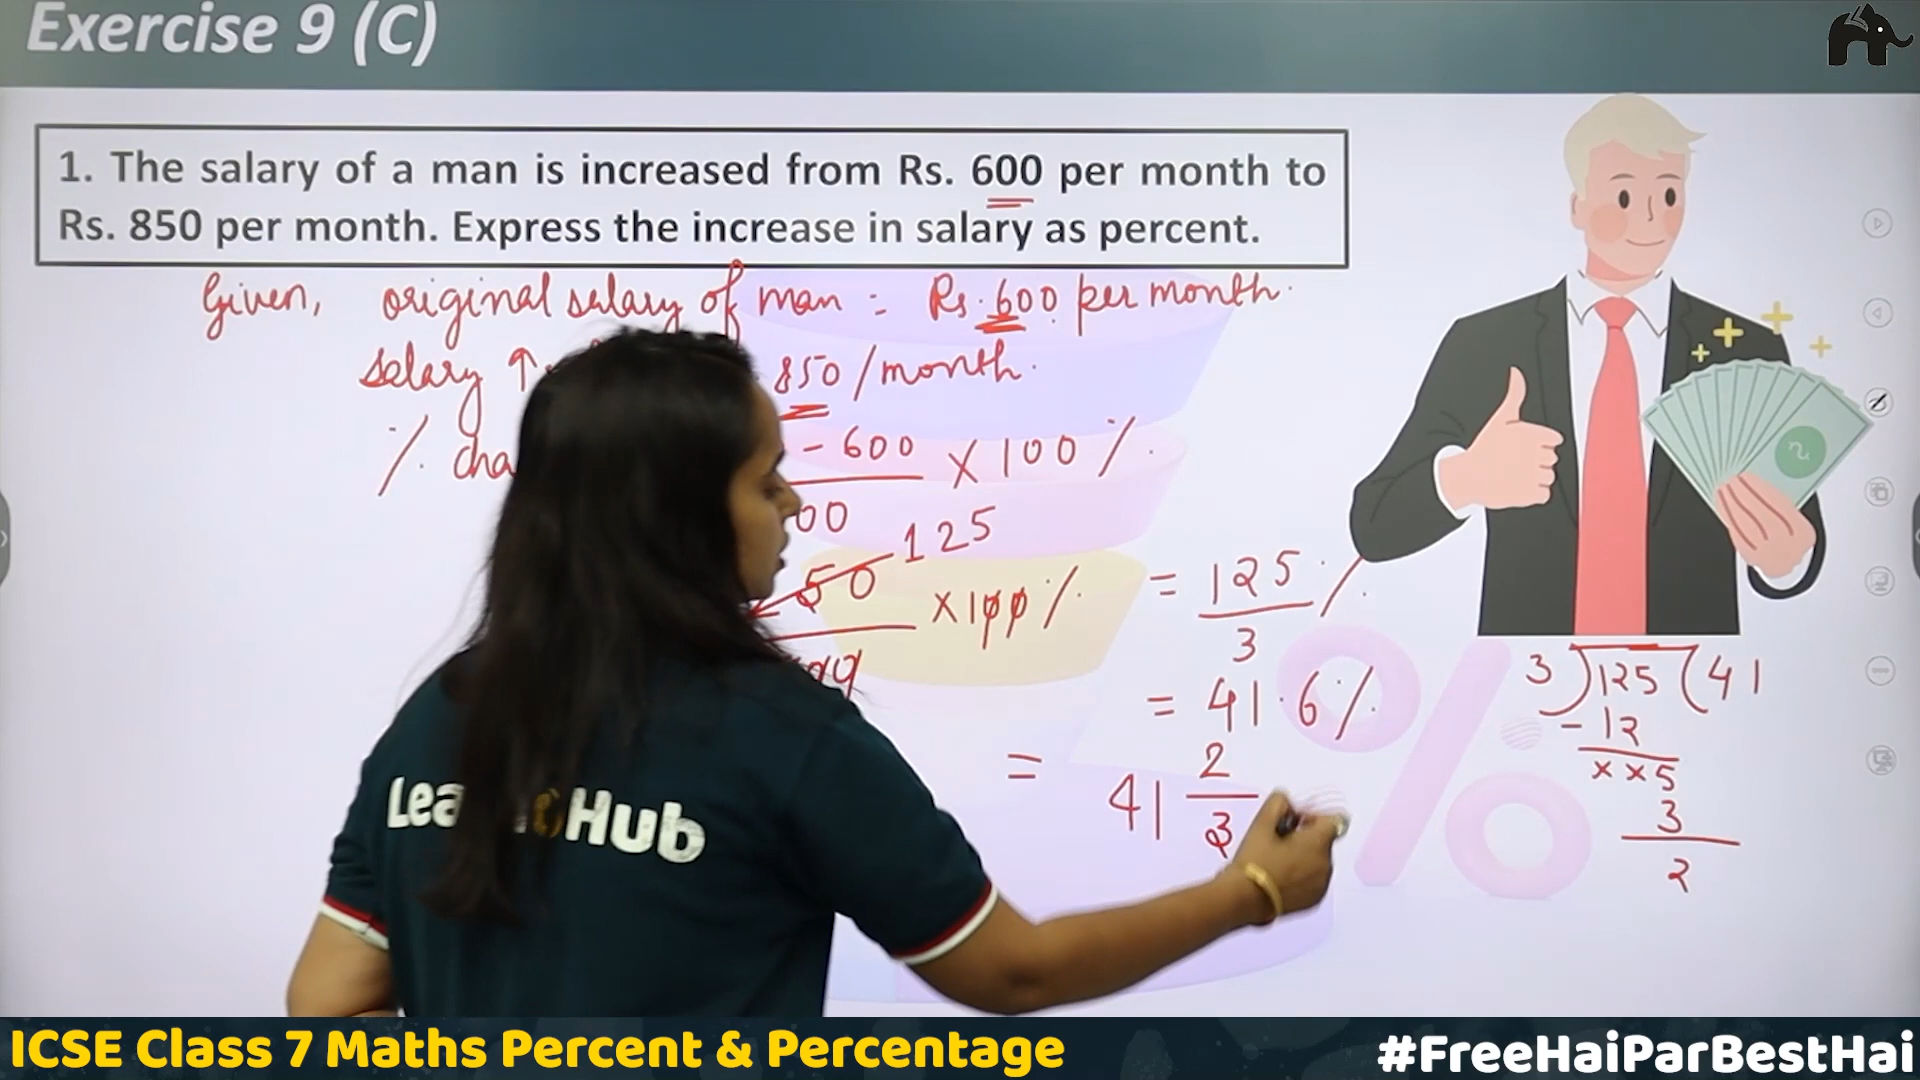 Exercise 9 (C)
1. The salary of a man is increased from Rs. 600 per month to
Rs. 850 per month. Express the increase in salary as percent.
Given, original salary of man = Rs. 600 per month.
salary ↑ 850 /month.
% cha - 600 × 100 %.
00
125
50 ×100 % = 125 %.
3
= 41.6 %
= 41 2/3
3 ) 125 ( 41
- 12
× × 5
3
2
Lea Hub
ICSE Class 7 Maths Percent & Percentage
#FreeHaiParBestHai